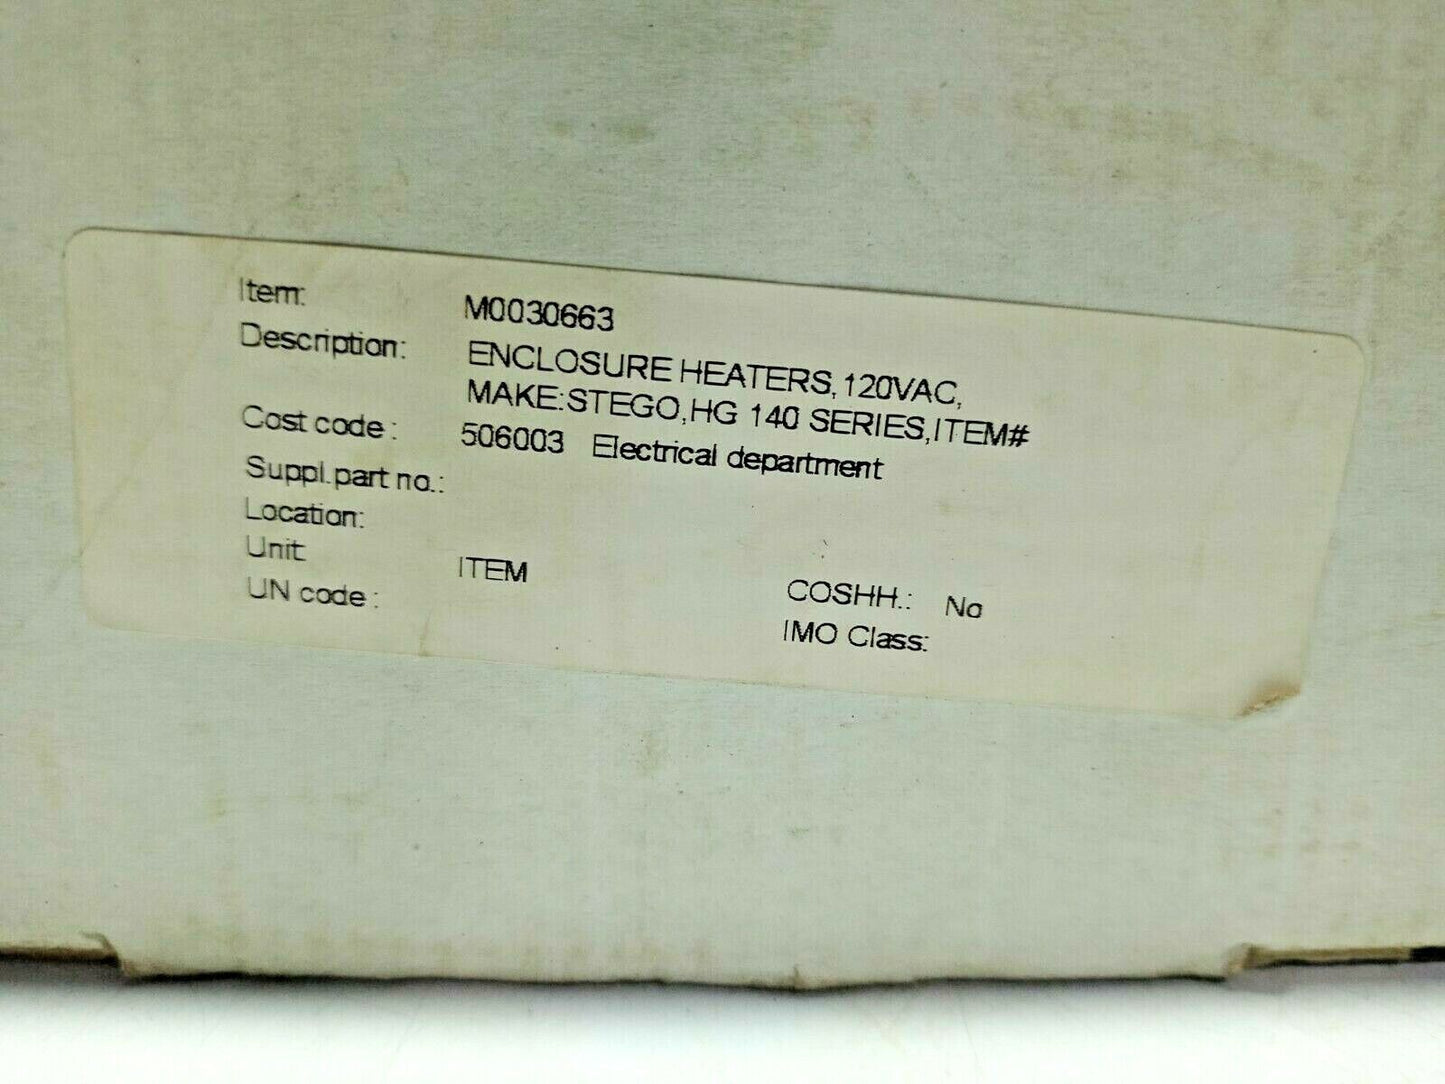 Item: M0030663
Description: ENCLOSURE HEATERS,120VAC,
MAKE:STEGO,HG 140 SERIES,ITEM#
Cost code: 506003 Electrical department
Suppl.part no.:
Location:
Unit: ITEM COSHH.: No
UN code: IMO Class: